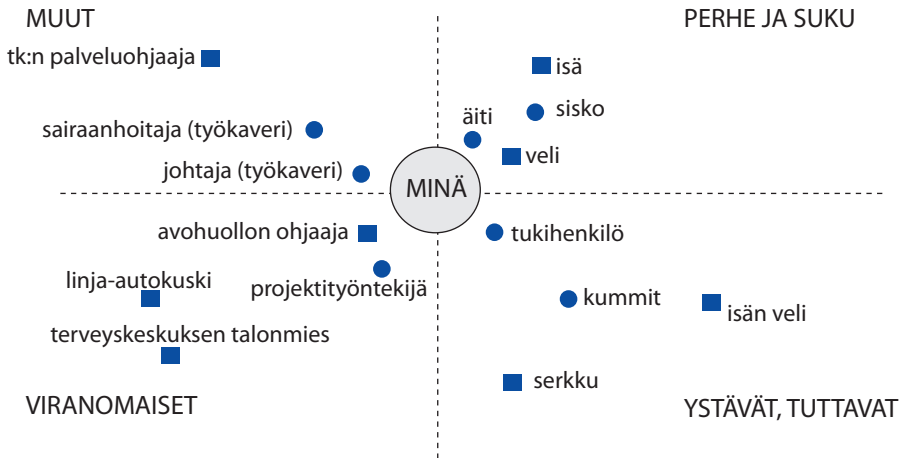 MUUT
PERHE JA SUKU
tk:n palveluohjaaja
isä
sisko
äiti
sairaanhoitaja (työkaveri)
veli
johtaja (työkaveri)
MINÄ
avohuollon ohjaaja
tukihenkilö
linja-autokuski
projektityöntekijä
kummit
isän veli
terveyskeskuksen talonmies
serkku
VIRANOMAISET
YSTÄVÄT, TUTTAVAT